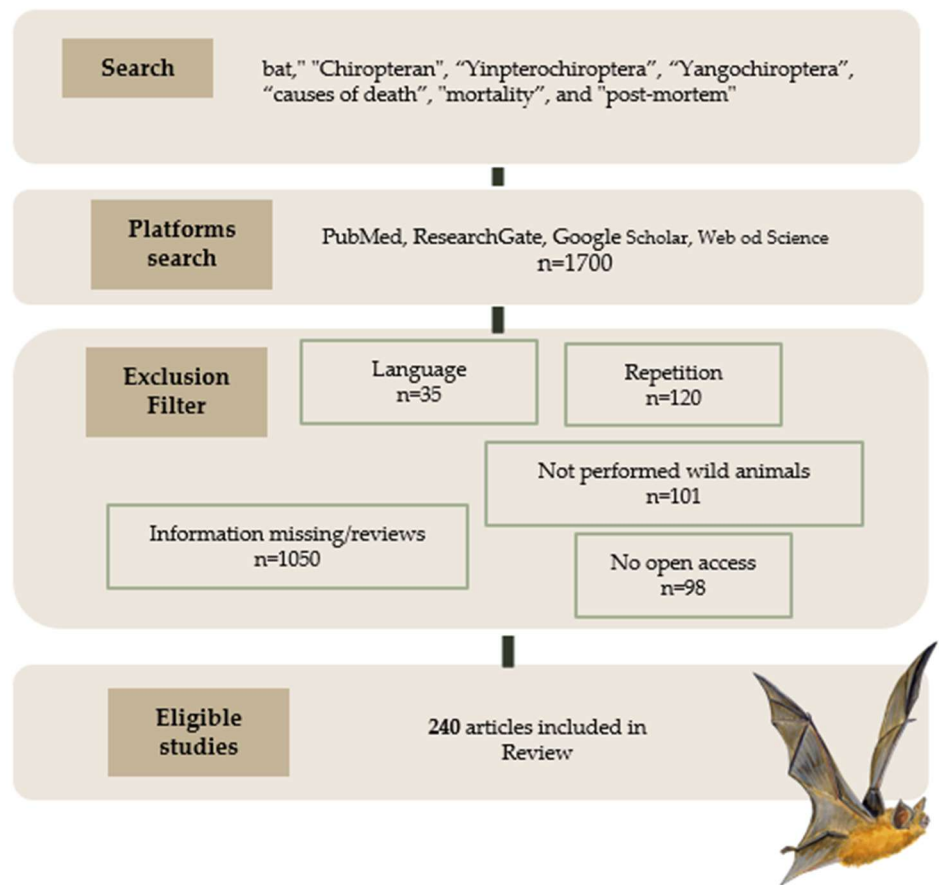 Search
bat," "Chiropteran", “Yinpterochiroptera”, “Yangochiroptera”,
“causes of death”, "mortality”, and "post-mortem"
Platforms
search
PubMed, ResearchGate, Google Scholar, Web od Science
n=1700
Exclusion
Filter
Language
n=35
Repetition
n=120
Not performed wild animals
n=101
Information missing/reviews
n=1050
No open access
n=98
Eligible
studies
240 articles included in
Review